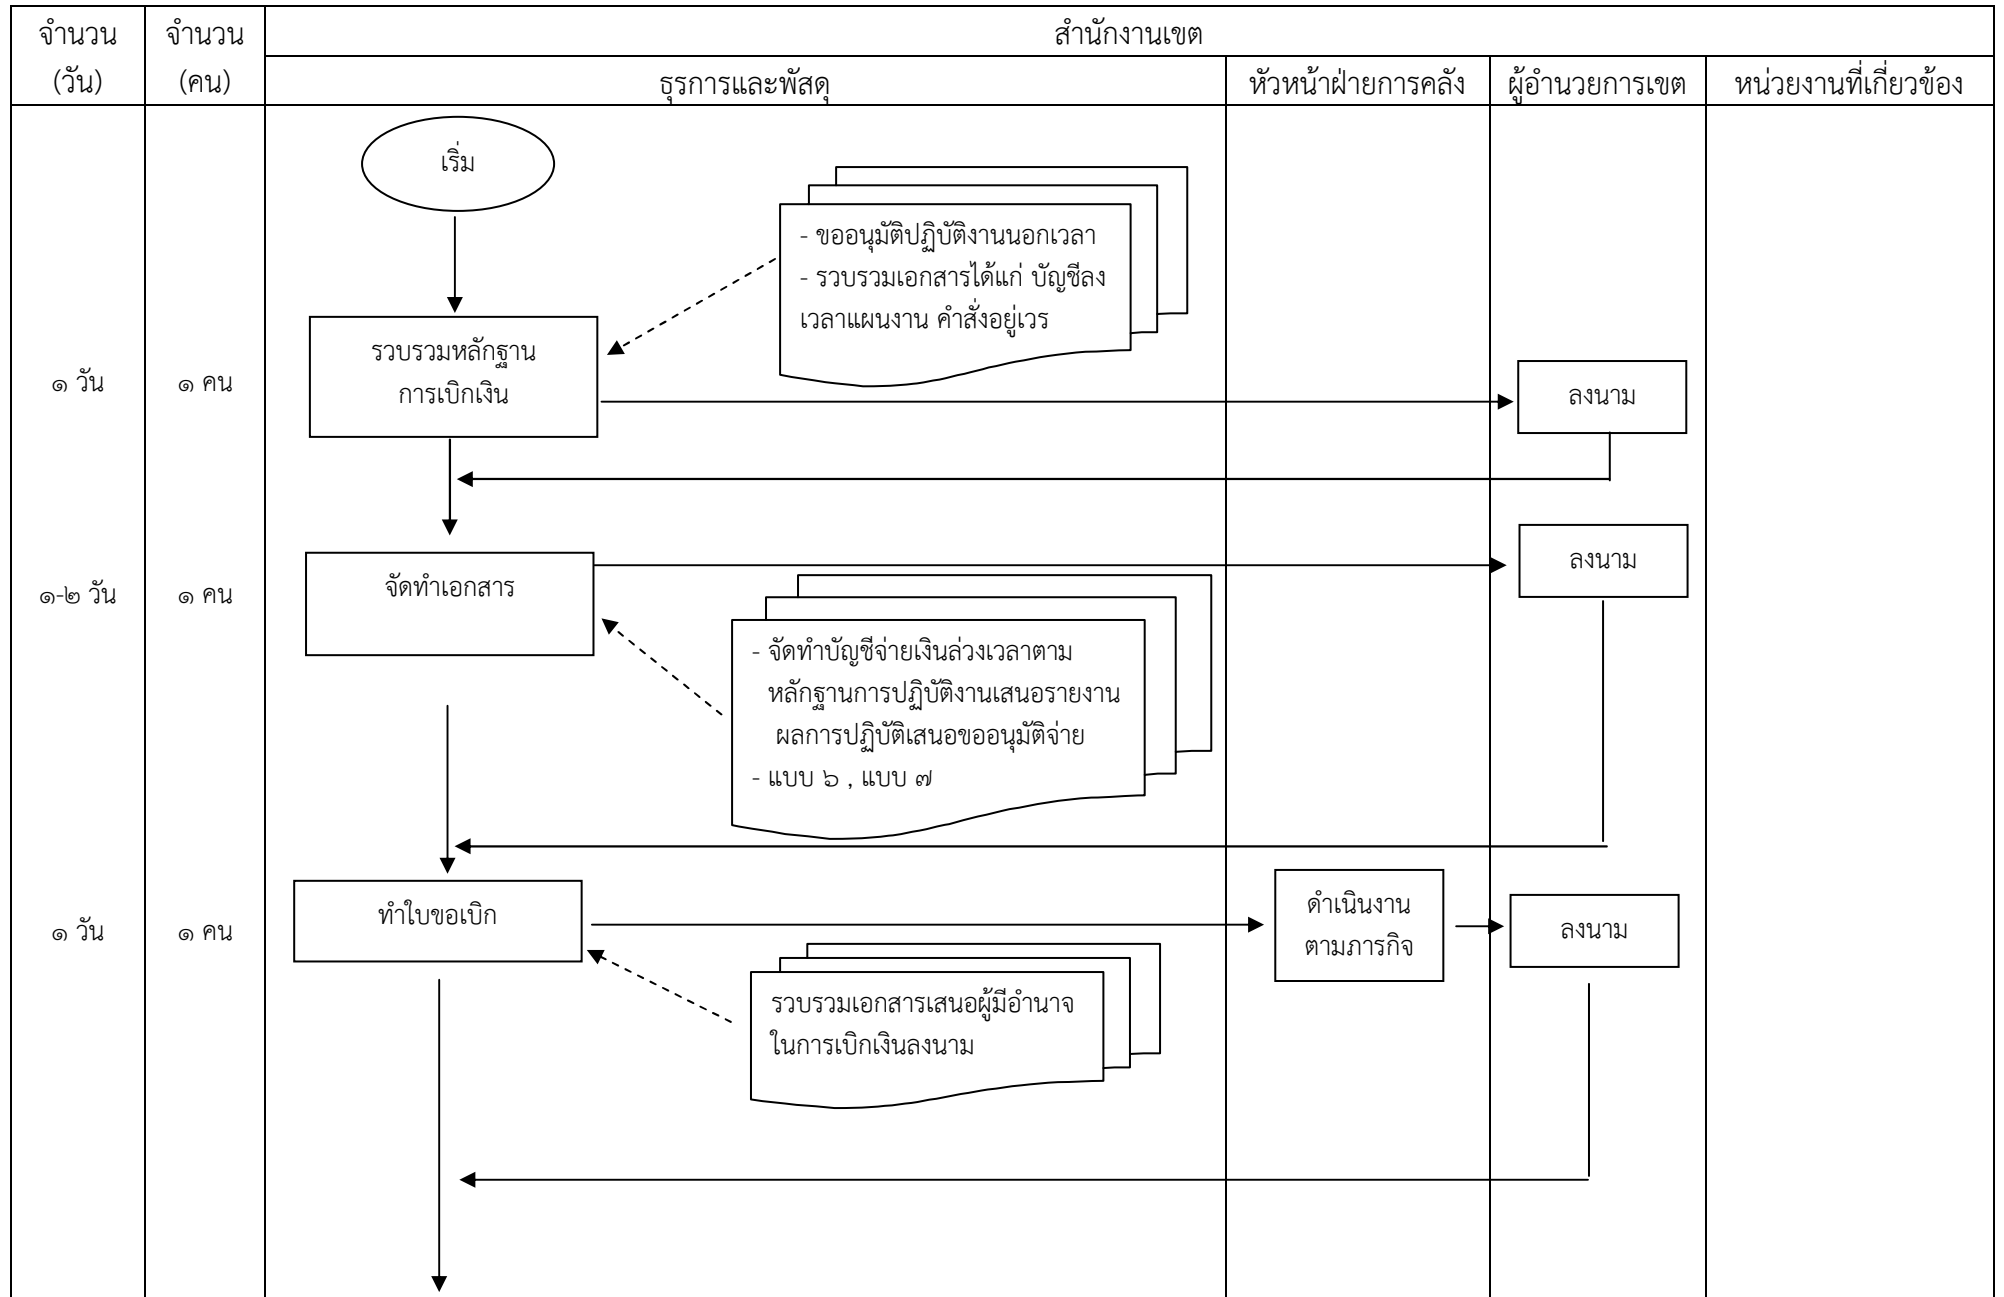 จำนวน
(วัน)
จำนวน
(คน)
สำนักงานเขต
ธุรการและพัสดุ
หัวหน้าฝ่ายการคลัง
ผู้อำนวยการเขต
หน่วยงานที่เกี่ยวข้อง
เริ่ม
- ขออนุมัติปฏิบัติงานนอกเวลา
- รวบรวมเอกสารได้แก่ บัญชีลง
เวลาแผนงาน คำสั่งอยู่เวร
รวบรวมหลักฐาน
การเบิกเงิน
๑ วัน
๑ คน
ลงนาม
จัดทำเอกสาร
๑-๒ วัน
๑ คน
ลงนาม
- จัดทำบัญชีจ่ายเงินล่วงเวลาตาม
หลักฐานการปฏิบัติงานเสนอรายงาน
ผลการปฏิบัติเสนอขออนุมัติจ่าย
- แบบ ๖ , แบบ ๗
๑ วัน
๑ คน
ทำใบขอเบิก
ดำเนินงาน
ตามภารกิจ
ลงนาม
รวบรวมเอกสารเสนอผู้มีอำนาจ
ในการเบิกเงินลงนาม